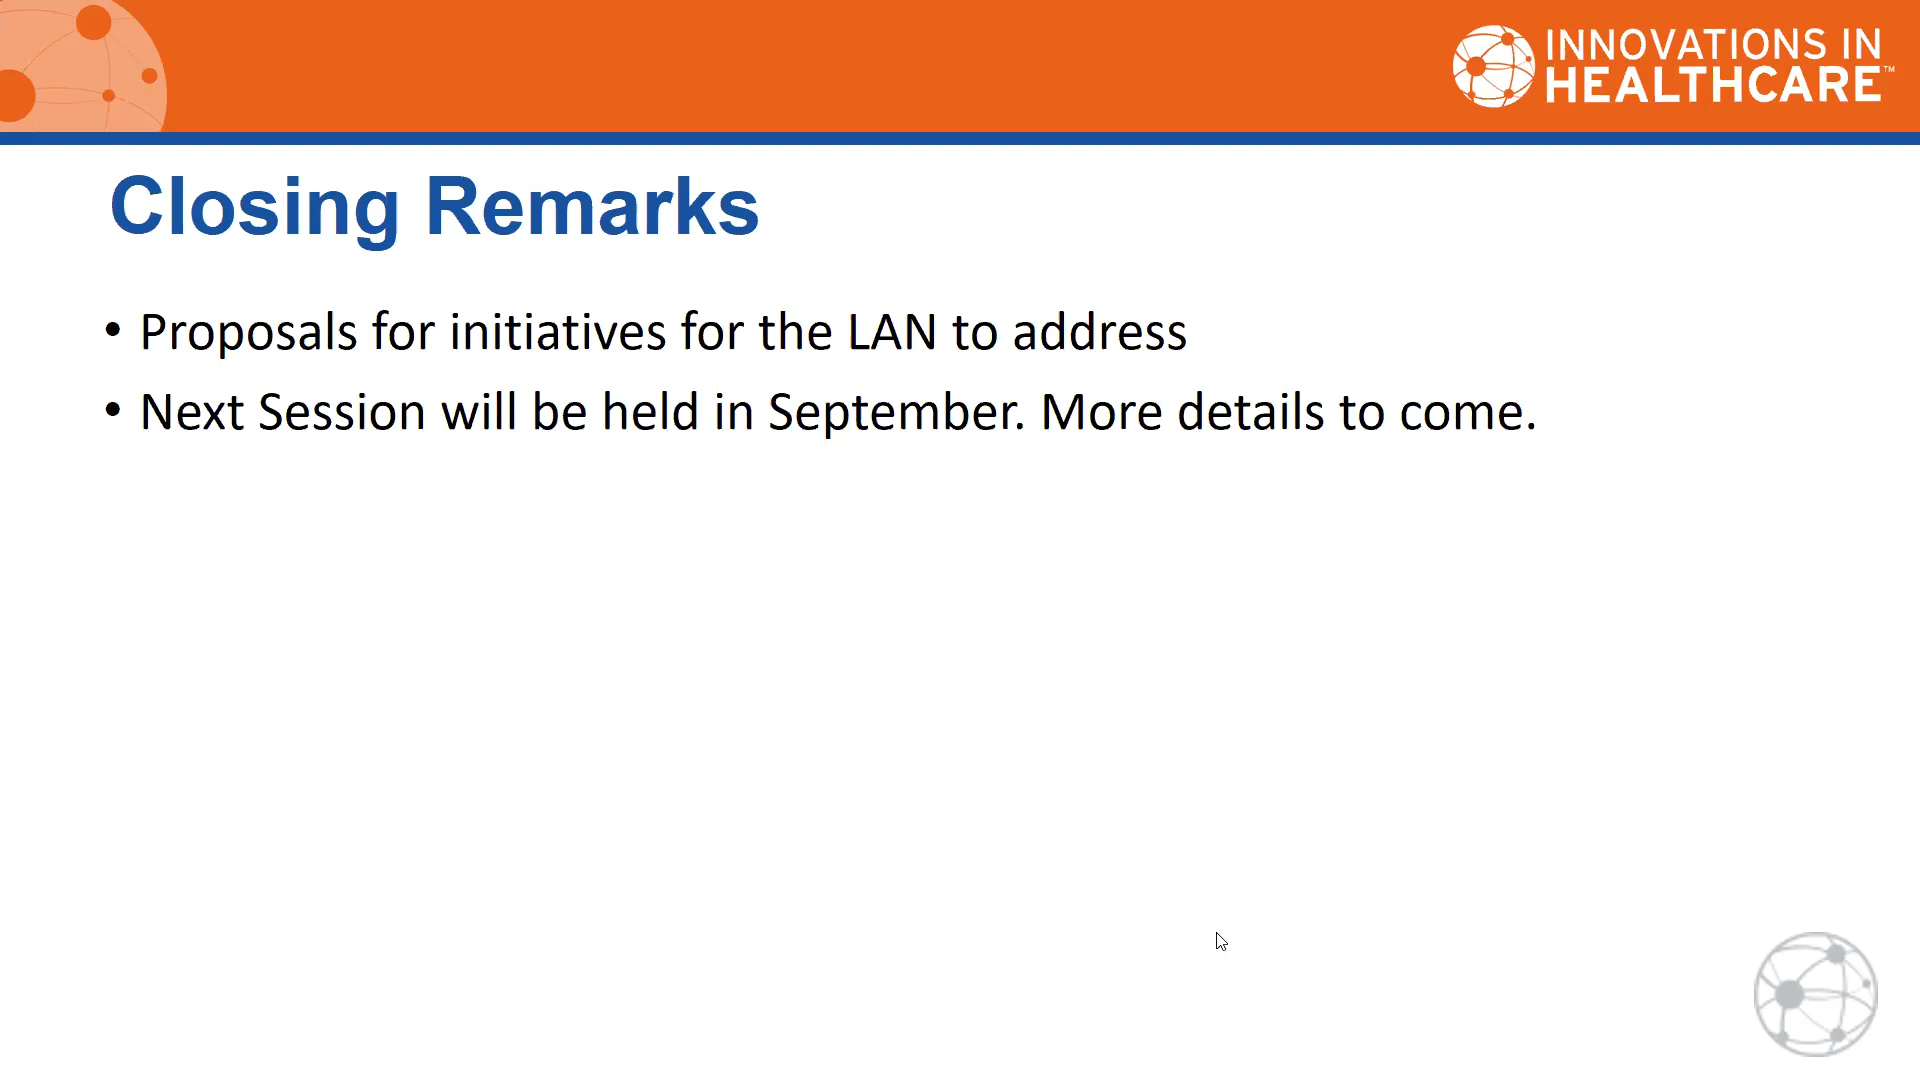 INNOVATIONS IN
HEALTHCARE™
Closing Remarks
• Proposals for initiatives for the LAN to address
• Next Session will be held in September. More details to come.